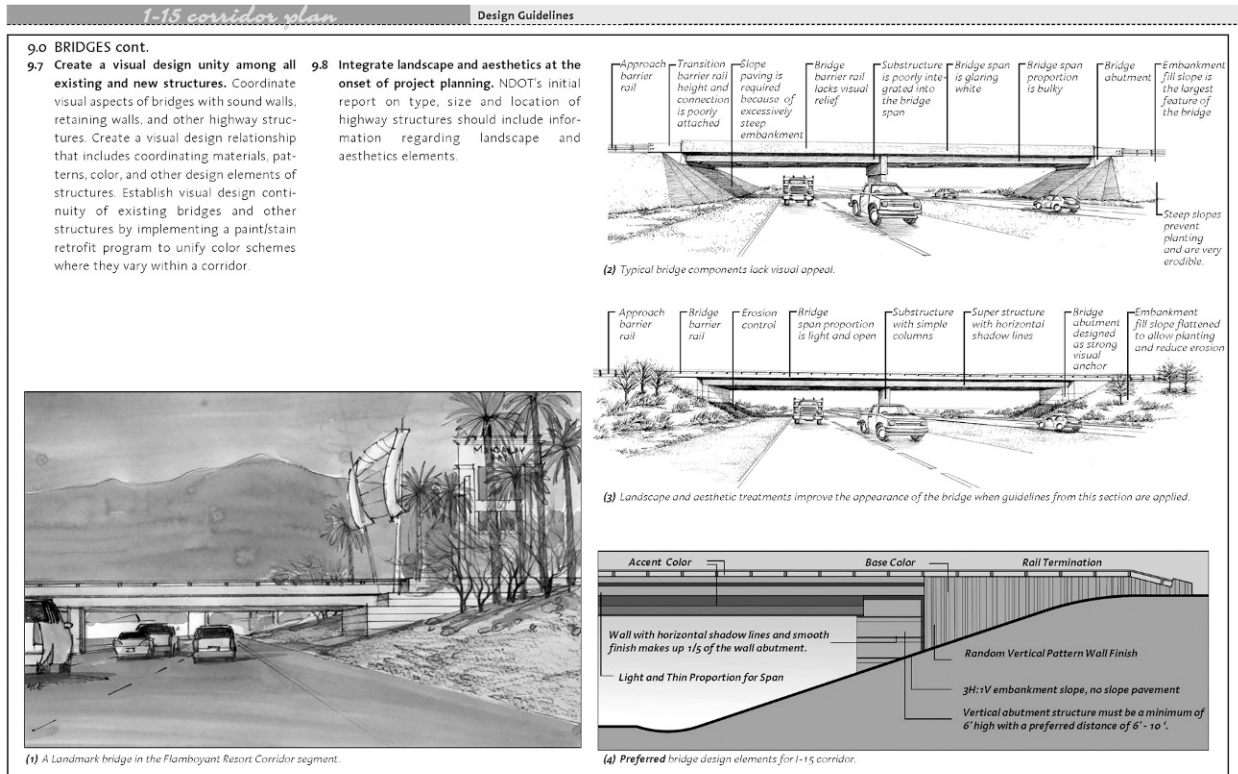 I-15 corridor plan
Design Guidelines
9.0 BRIDGES cont.
9.7 Create a visual design unity among all
existing and new structures. Coordinate
visual aspects of bridges with sound walls,
retaining walls, and other highway struc-
tures. Create a visual design relationship
that includes coordinating materials, pat-
terns, color, and other design elements of
structures. Establish visual design conti-
nuity of existing bridges and other
structures by implementing a paint/stain
retrofit program to unify color schemes
where they vary within a corridor.
9.8 Integrate landscape and aesthetics at the
onset of project planning. NDOT's initial
report on type, size and location of
highway structures should include infor-
mation regarding landscape and
aesthetics elements.
Approach
barrier
rail
Transition
barrier rail
height and
connection
is poorly
attached
Slope
paving is
required
because of
excessively
steep
embankment
Bridge
barrier rail
lacks visual
relief
Substructure
is poorly inte-
grated into
the bridge
span
Bridge span
is glaring
white
Bridge span
proportion
is bulky
Bridge
abutment
Embankment
fill slope is
the largest
feature of
the bridge
Steep slopes
prevent
planting
and are very
erodible.
(2) Typical bridge components lack visual appeal.
Approach
barrier
rail
Bridge
barrier
rail
Erosion
control
Bridge
span proportion
is light and open
Substructure
with simple
columns
Super structure
with horizontal
shadow lines
Bridge
abutment
designed
as strong
visual
anchor
Embankment
fill slope flattened
to allow planting
and reduce erosion
(3) Landscape and aesthetic treatments improve the appearance of the bridge when guidelines from this section are applied.
MANDALAY
BAY
(1) A Landmark bridge in the Flamboyant Resort Corridor segment.
Accent Color
Base Color
Rail Termination
Wall with horizontal shadow lines and smooth
finish makes up 1/5 of the wall abutment.
Light and Thin Proportion for Span
Random Vertical Pattern Wall Finish
3H:1V embankment slope, no slope pavement
Vertical abutment structure must be a minimum of
6' high with a preferred distance of 6' - 10 '.
(4) Preferred bridge design elements for I-15 corridor.